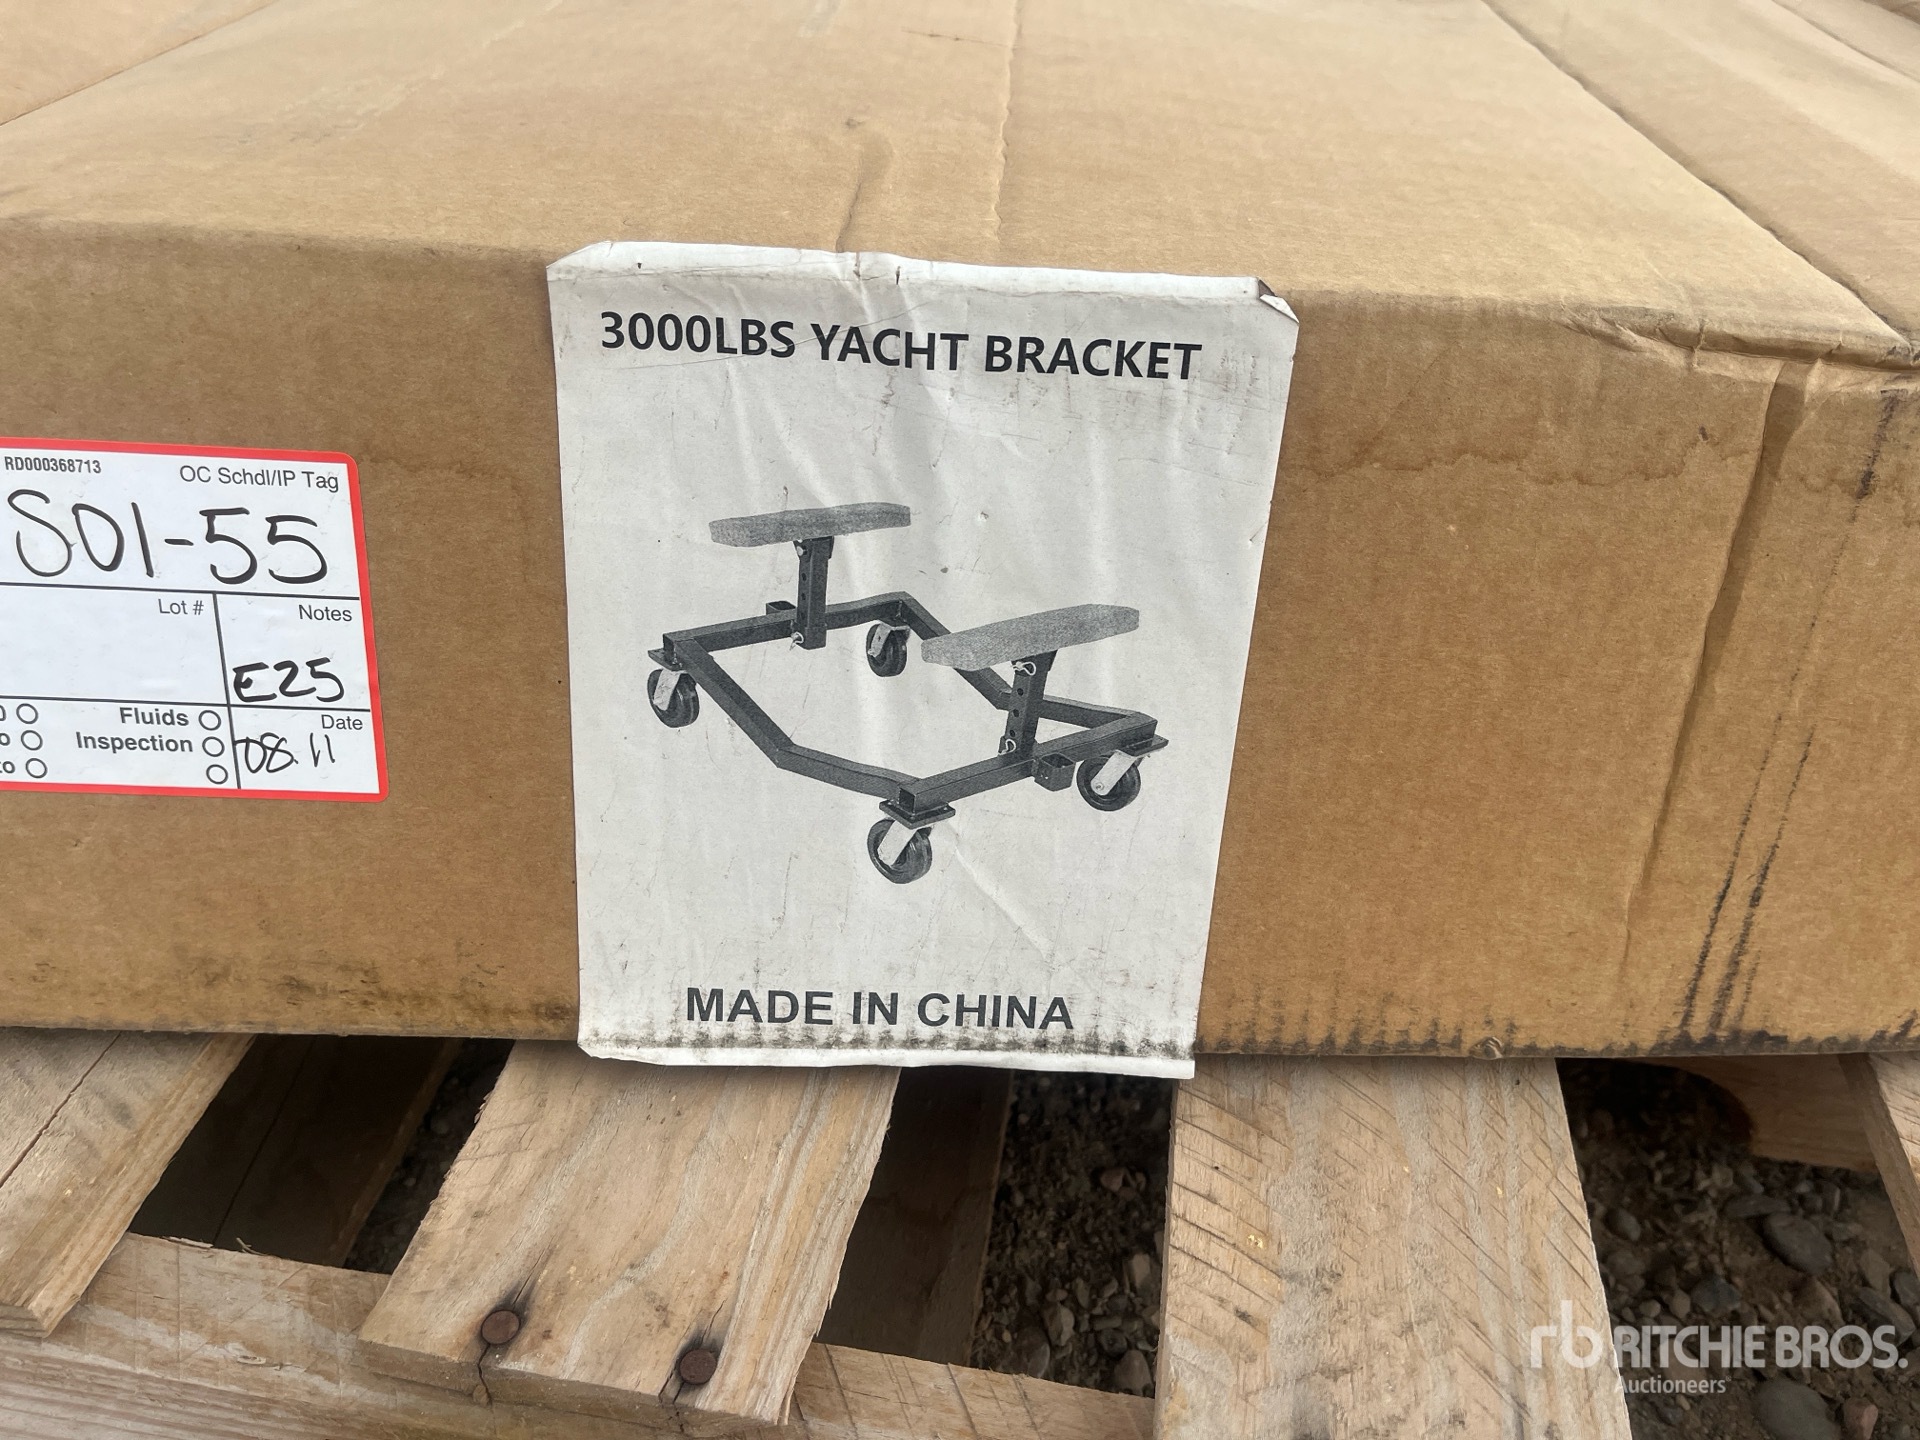 3000LBS YACHT BRACKET
MADE IN CHINA
RD000368713
OC Schdl/IP Tag
S01-55
Lot #
Notes
E25
Fluids
Inspection
Date
08.11
rb RITCHIE BROS.
Auctioneers